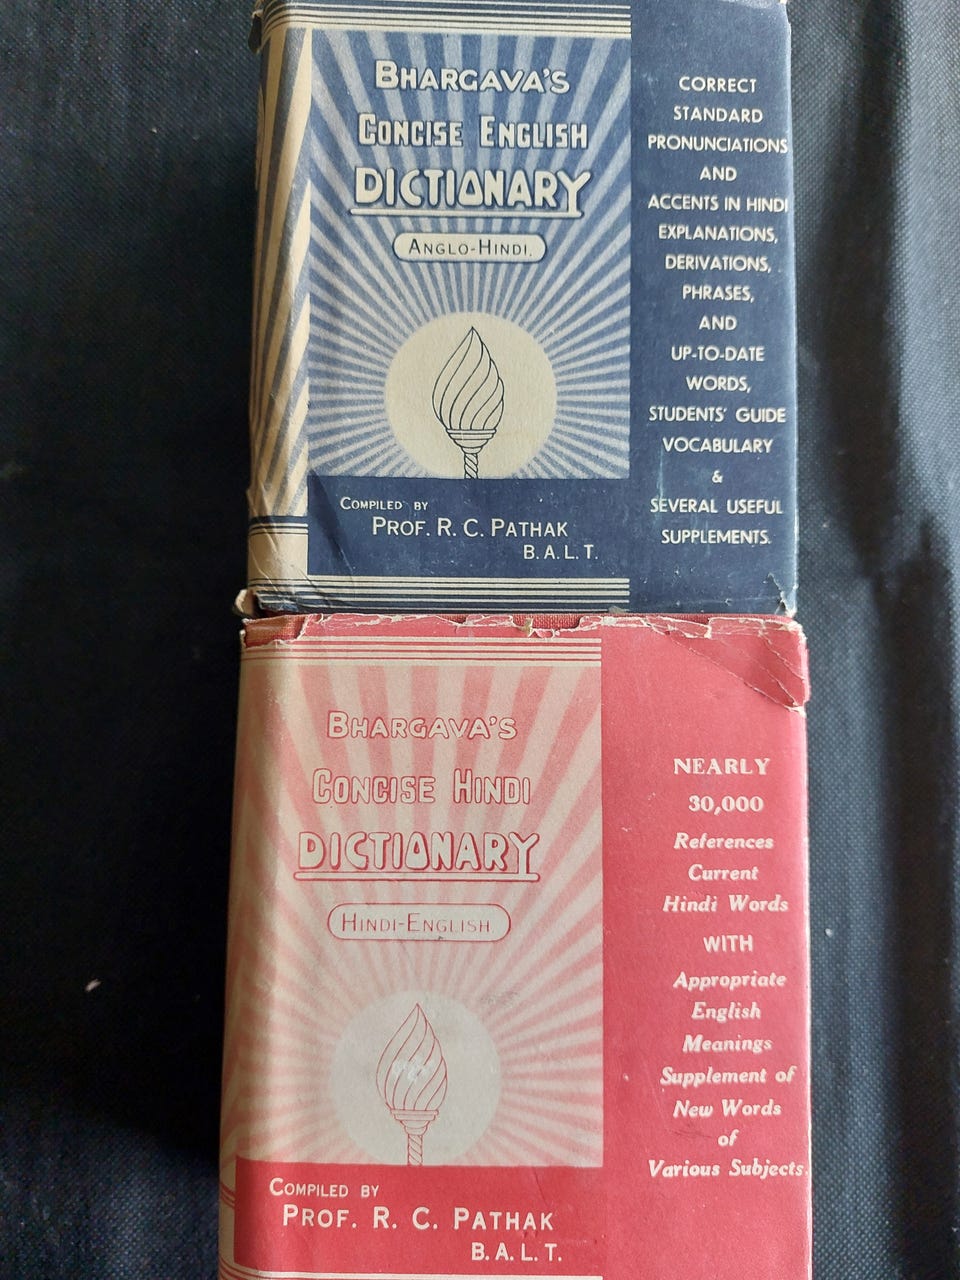 BHARGAVA'S
CONCISE ENGLISH
DICTIONARY
ANGLO-HINDI.
COMPILED BY
PROF. R. C. PATHAK
B. A. L. T.
CORRECT
STANDARD
PRONUNCIATIONS
AND
ACCENTS IN HINDI
EXPLANATIONS,
DERIVATIONS,
PHRASES,
AND
UP-TO-DATE
WORDS,
STUDENTS' GUIDE
VOCABULARY
&
SEVERAL USEFUL
SUPPLEMENTS.
BHARGAVA'S
CONCISE HINDI
DICTIONARY
HINDI-ENGLISH
COMPILED BY
PROF. R. C. PATHAK
B. A. L. T.
NEARLY
30,000
References
Current
Hindi Words
WITH
Appropriate
English
Meanings
Supplement of
New Words
of
Various Subjects.